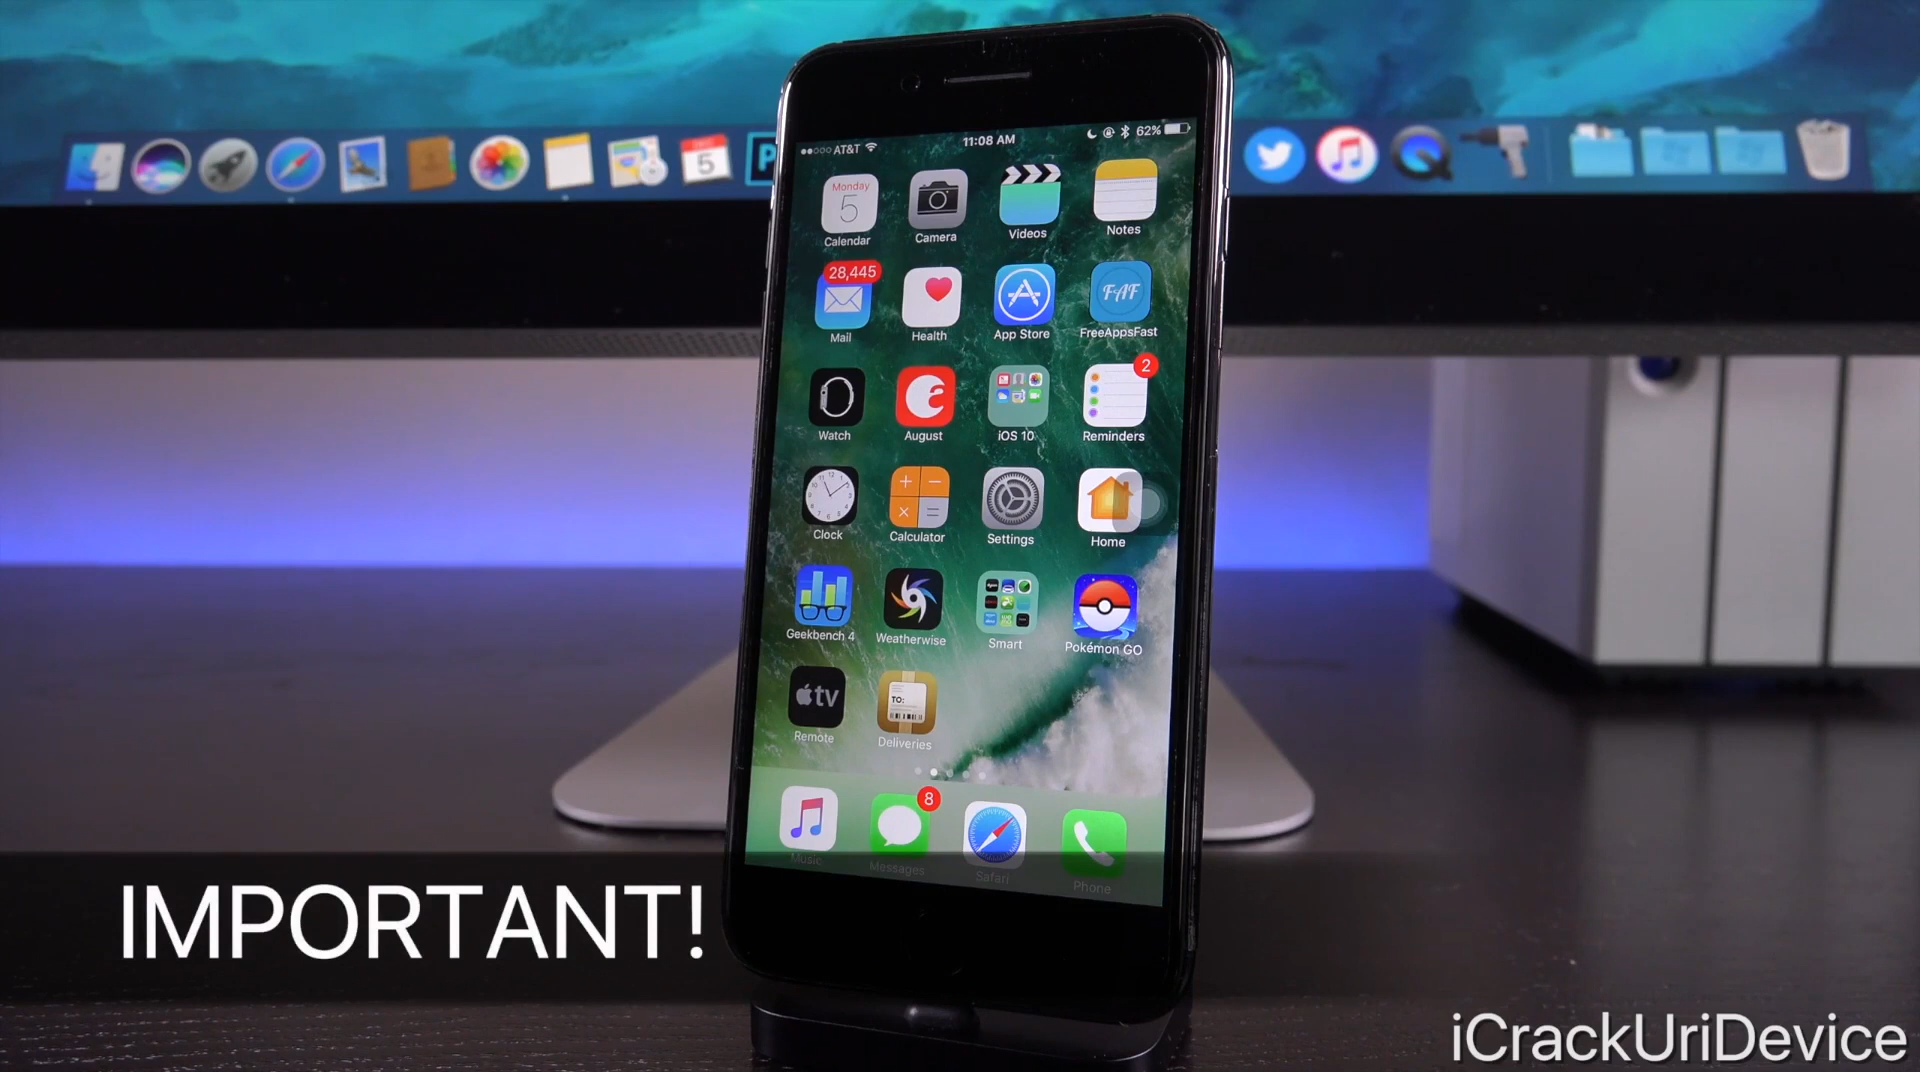 5
P
AT&T
11:08 AM
62%
Monday
5
Calendar
Camera
Videos
Notes
28,445
Mail
Health
App Store
FAF
FreeAppsFast
Watch
August
iOS 10
2
Reminders
Clock
Calculator
Settings
Home
Geekbench 4
Weatherwise
Smart
Pokémon GO
tv
Remote
TO:
Deliveries
Music
8
Messages
Safari
Phone
IMPORTANT!
iCrackUriDevice